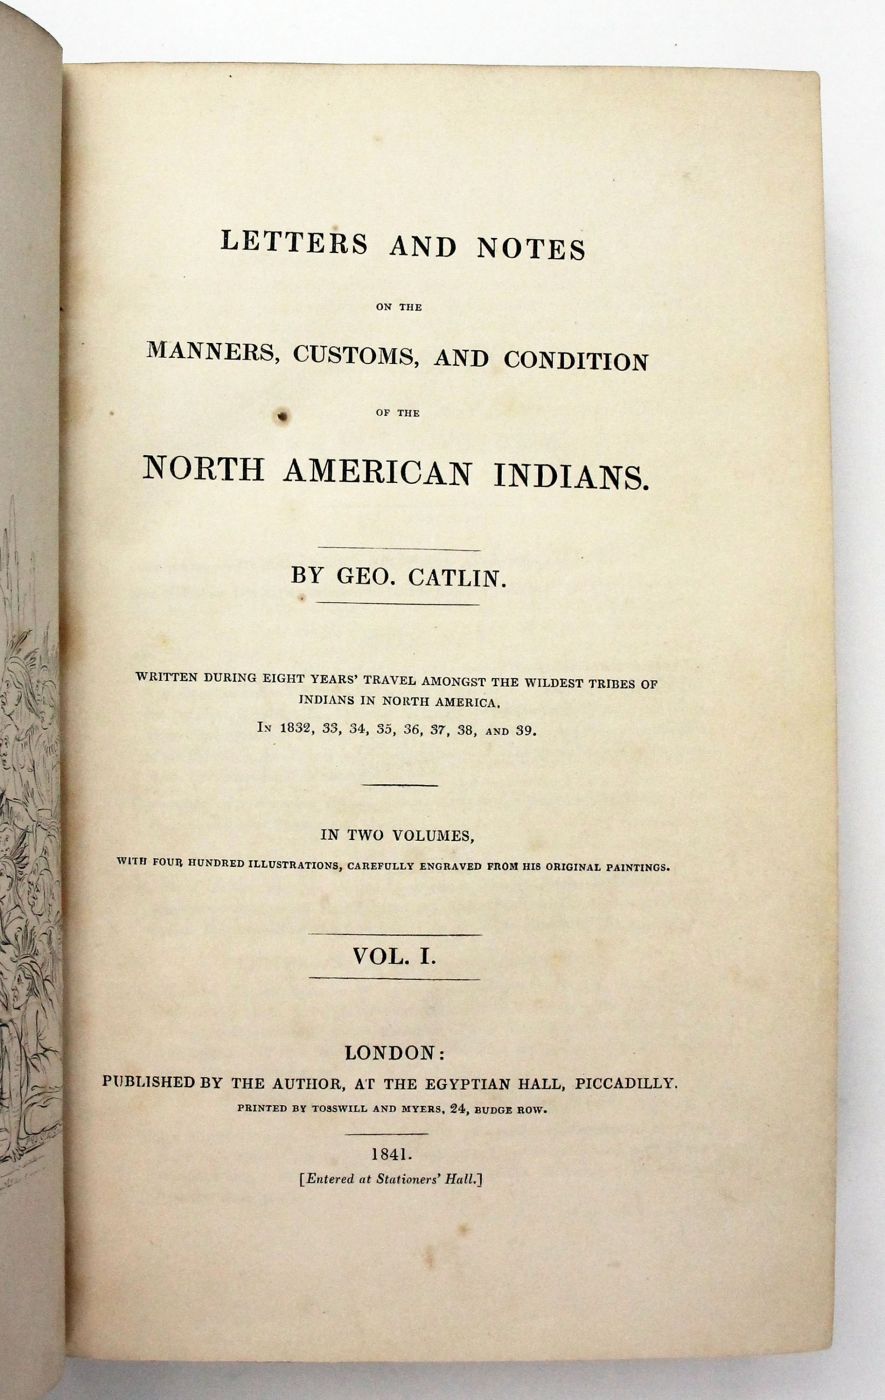 LETTERS AND NOTES
ON THE
MANNERS, CUSTOMS, AND CONDITION
OF THE
NORTH AMERICAN INDIANS.
BY GEO. CATLIN.
WRITTEN DURING EIGHT YEARS' TRAVEL AMONGST THE WILDEST TRIBES OF
INDIANS IN NORTH AMERICA.
In 1832, 33, 34, 35, 36, 37, 38, AND 39.
IN TWO VOLUMES,
WITH FOUR HUNDRED ILLUSTRATIONS, CAREFULLY ENGRAVED FROM HIS ORIGINAL PAINTINGS.
VOL. I.
LONDON:
PUBLISHED BY THE AUTHOR, AT THE EGYPTIAN HALL, PICCADILLY.
PRINTED BY TOSSWILL AND MYERS, 24, BUDGE ROW.
1841.
[Entered at Stationers' Hall.]